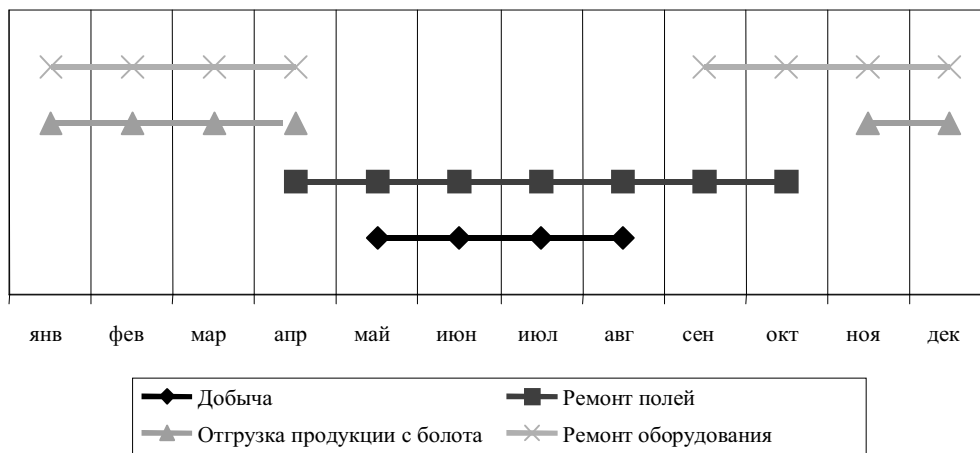 янв фев мар апр май июн июл авг сен окт ноя дек
Добыча Ремонт полей
Отгрузка продукции с болота Ремонт оборудования